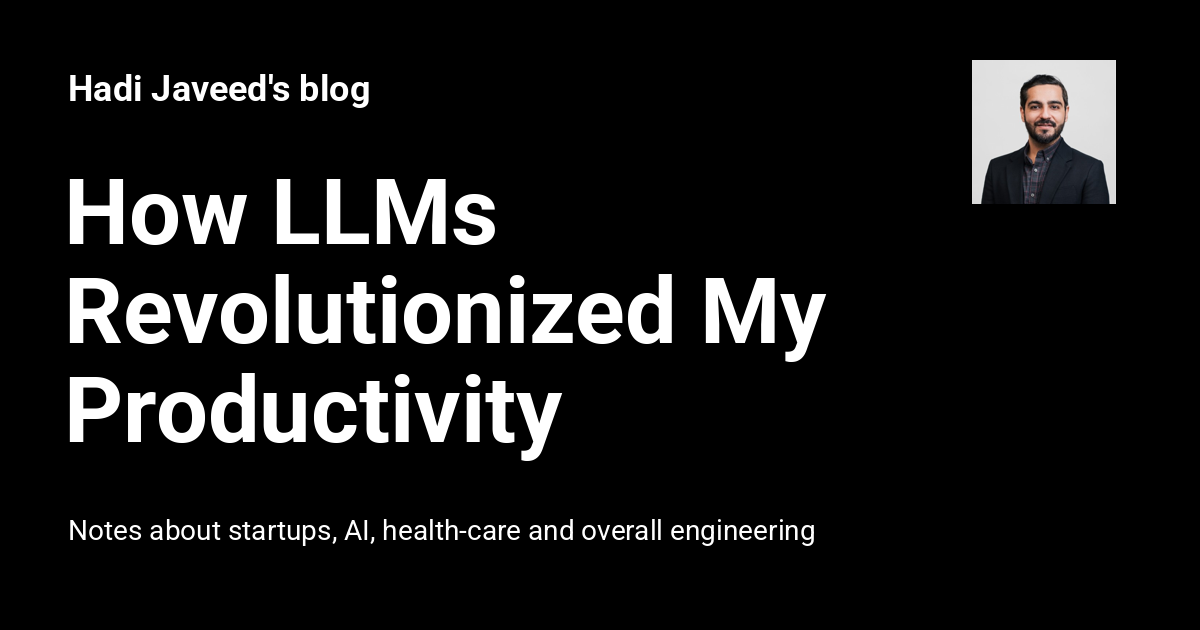 Hadi Javeed's blog
How LLMs
Revolutionized My
Productivity
Notes about startups, AI, health-care and overall engineering